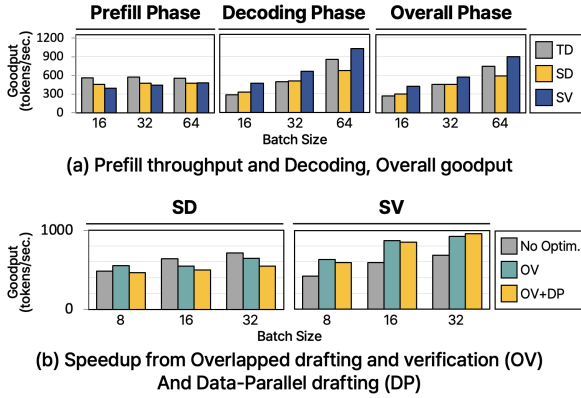 Prefill Phase Decoding Phase Overall Phase
Goodput
(tokens/sec.)
1200
900
600
300
0
16 32 64 16 32 64 16 32 64
Batch Size
TD
SD
SV
(a) Prefill throughput and Decoding, Overall goodput
SD SV
Goodput
(tokens/sec.)
1000
0
8 16 32 8 16 32
Batch Size
No Optim.
OV
OV+DP
(b) Speedup from Overlapped drafting and verification (OV)
And Data-Parallel drafting (DP)